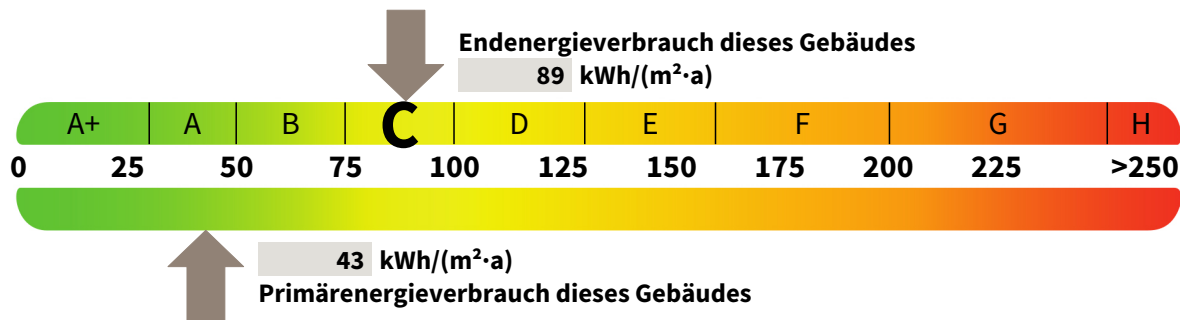 Endenergieverbrauch dieses Gebäudes
89 kWh/(m²·a)
A+ A B C D E F G H
0 25 50 75 100 125 150 175 200 225 >250
43 kWh/(m²·a)
Primärenergieverbrauch dieses Gebäudes